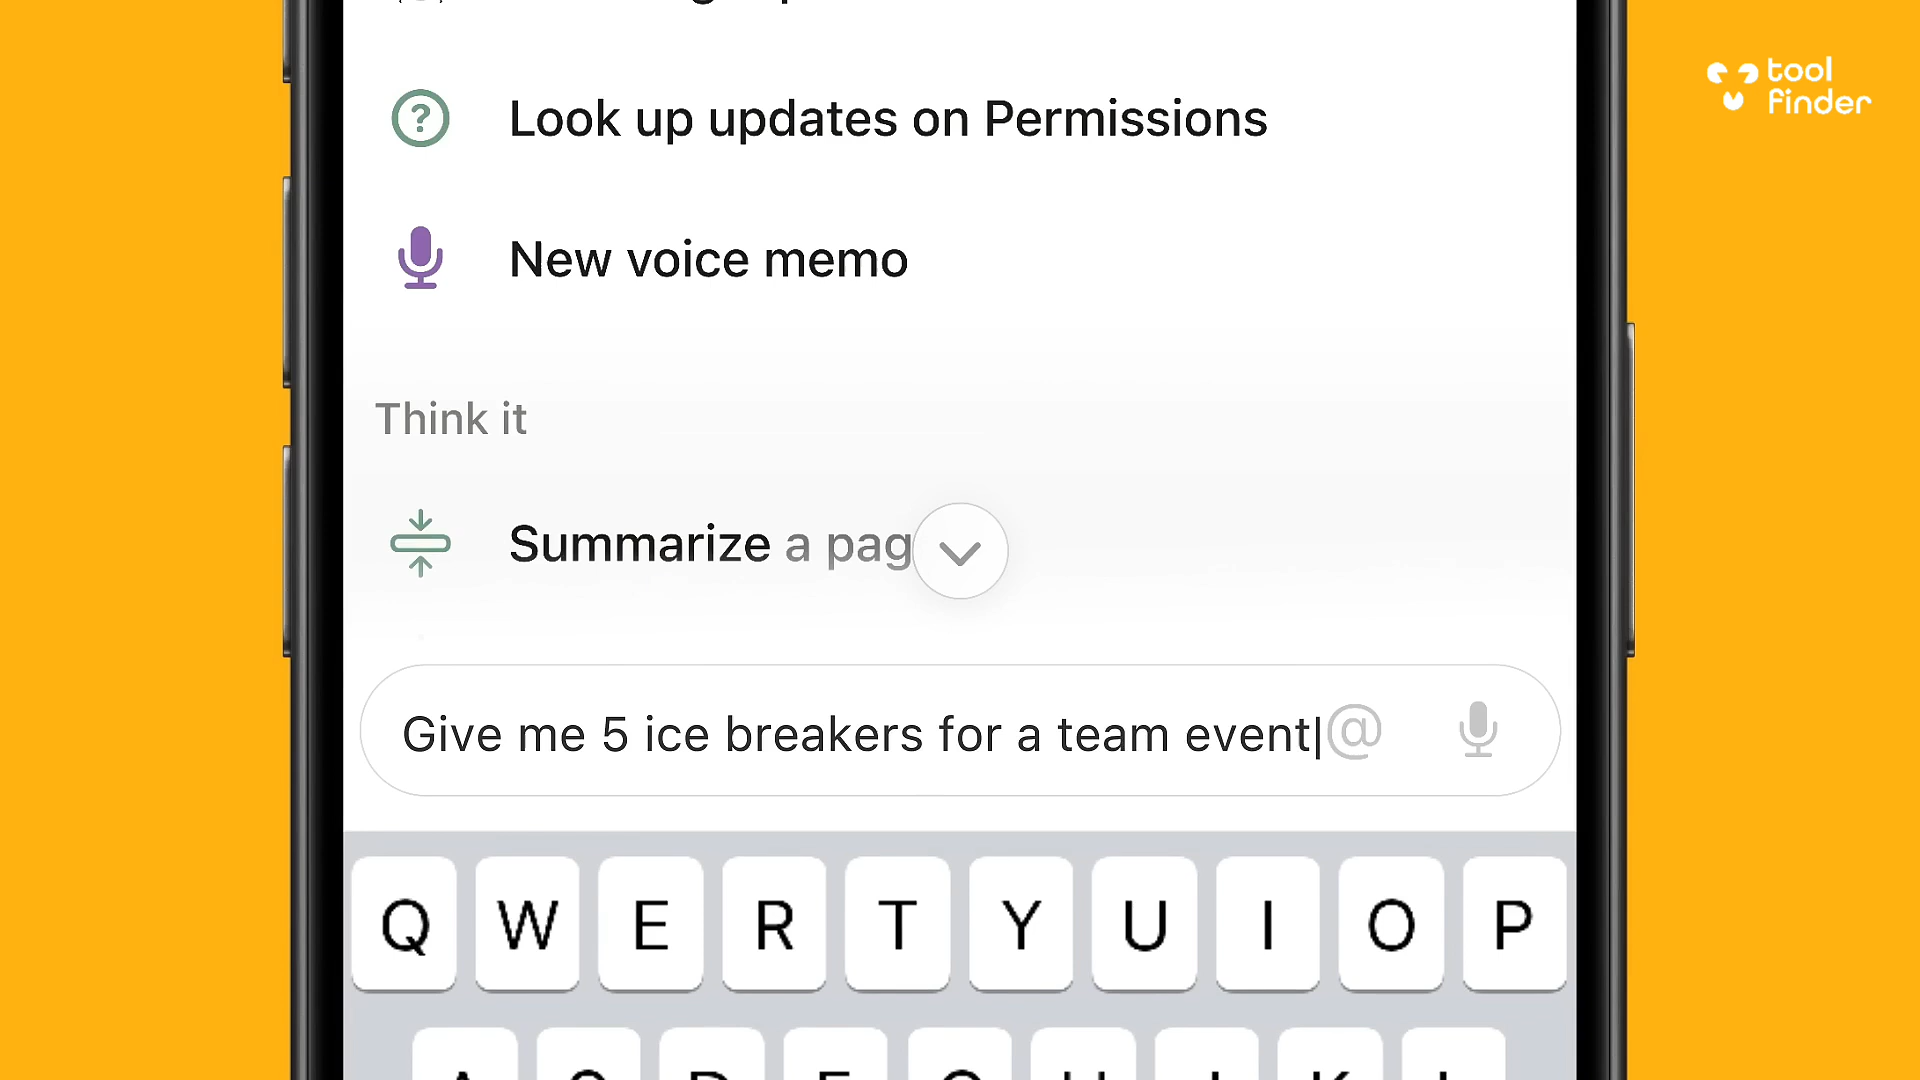 tool
finder
Look up updates on Permissions
New voice memo
Think it
Summarize a pag
Give me 5 ice breakers for a team event @
Q W E R T Y U I O P